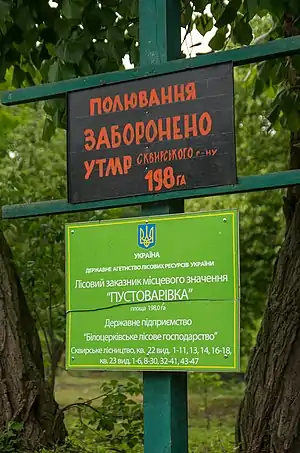 ПОЛЮВАННЯ
ЗАБОРОНЕНО
УТМР СКВИРСЬКОГО р-ну
198 га
УКРАЇНА
ДЕРЖАВНЕ АГЕНТСТВО ЛІСОВИХ РЕСУРСІВ УКРАЇНИ
Лісовий заказник місцевого значення
"ПУСТОВАРІВКА"
площа 198,0 га
Державне підприємство
"Білоцерківське лісове господарство"
Сквирське лісництво, кв. 22 вид. 1-11, 13, 14, 16-18,
кв. 23 вид. 1-6, 8-30, 32-41, 43-47